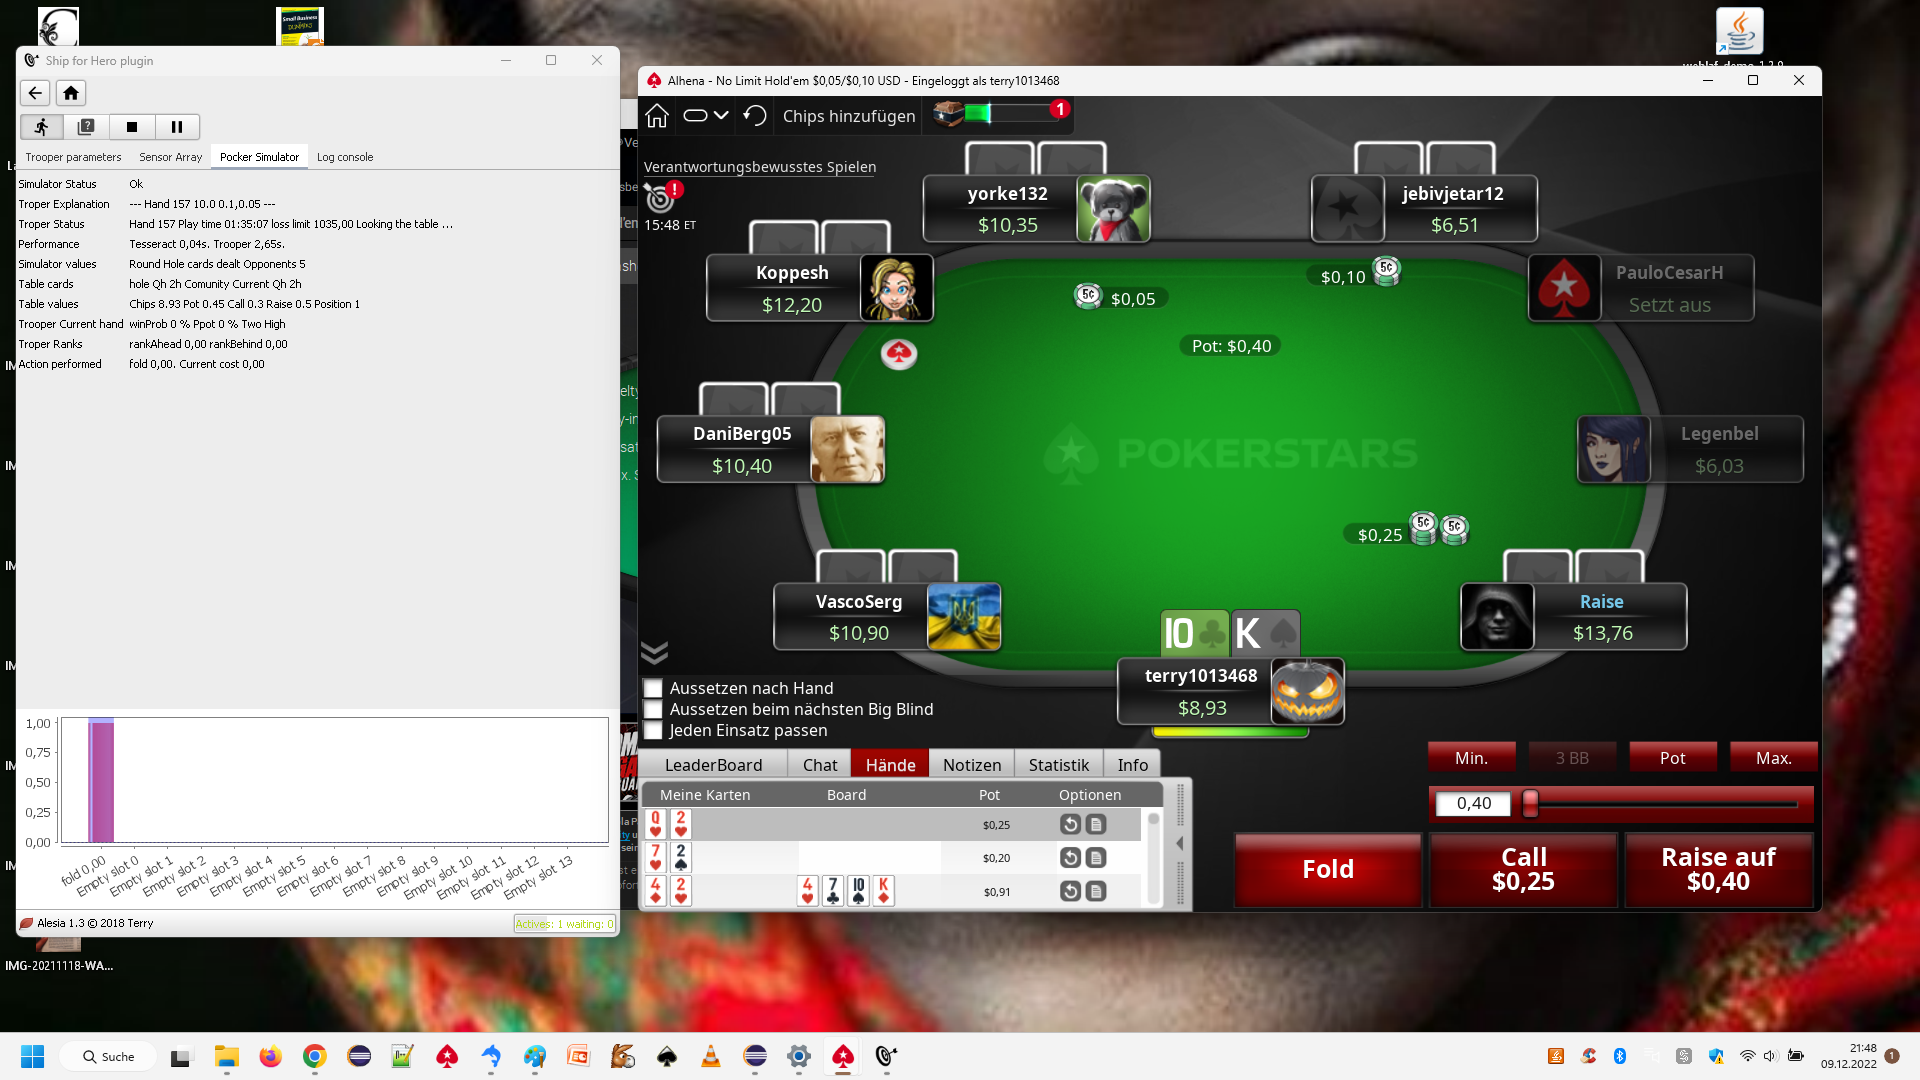 Ship for Hero plugin
Trooper parameters
Sensor Array
Pocker Simulator
Log console
Simulator Status Ok
Troper Explanation --- Hand 157 10.0 0.1,0.05 ---
Troper Status Hand 157 Play time 01:35:07 loss limit 1035,00 Looking the table ...
Performance Tesseract 0,04s. Trooper 2,65s.
Simulator values Round Hole cards dealt Opponents 5
Table cards hole Qh 2h Comunity Current Qh 2h
Table values Chips 8.93 Pot 0.45 Call 0.3 Raise 0.5 Position 1
Trooper Current hand winProb 0 % Ppot 0 % Two High
Troper Ranks rankAhead 0,00 rankBehind 0,00
Action performed fold 0,00. Current cost 0,00
1,00
0,75
0,50
0,25
0,00
fold 0,00
Empty slot 0
Empty slot 1
Empty slot 2
Empty slot 3
Empty slot 4
Empty slot 5
Empty slot 6
Empty slot 7
Empty slot 8
Empty slot 9
Empty slot 10
Empty slot 11
Empty slot 12
Empty slot 13
Alesia 1.3 © 2018 Terry
Actives: 1 waiting: 0
IMG-20211118-WA...
Small Business
DUMMIES
Alhena - No Limit Hold'em $0,05/$0,10 USD - Eingeloggt als terry1013468
Chips hinzufügen
1
Verantwortungsbewusstes Spielen
15:48 ET
yorke132
$10,35
jebivjetar12
$6,51
Koppesh
$12,20
PauloCesarH
Setzt aus
5¢ $0,05
$0,10 5¢
Pot: $0,40
DaniBerg05
$10,40
POKERSTARS
Legenbel
$6,03
$0,25 5¢ 5¢
VascoSerg
$10,90
10 K
Raise
$13,76
terry1013468
$8,93
Aussetzen nach Hand
Aussetzen beim nächsten Big Blind
Jeden Einsatz passen
LeaderBoard
Chat
Hände
Notizen
Statistik
Info
Meine Karten Board Pot Optionen
Q 2 $0,25
7 2 $0,20
4 2 4 7 10 K $0,91
Min.
3 BB
Pot
Max.
0,40
Fold
Call
$0,25
Raise auf
$0,40
Suche
21:48
09.12.2022
1